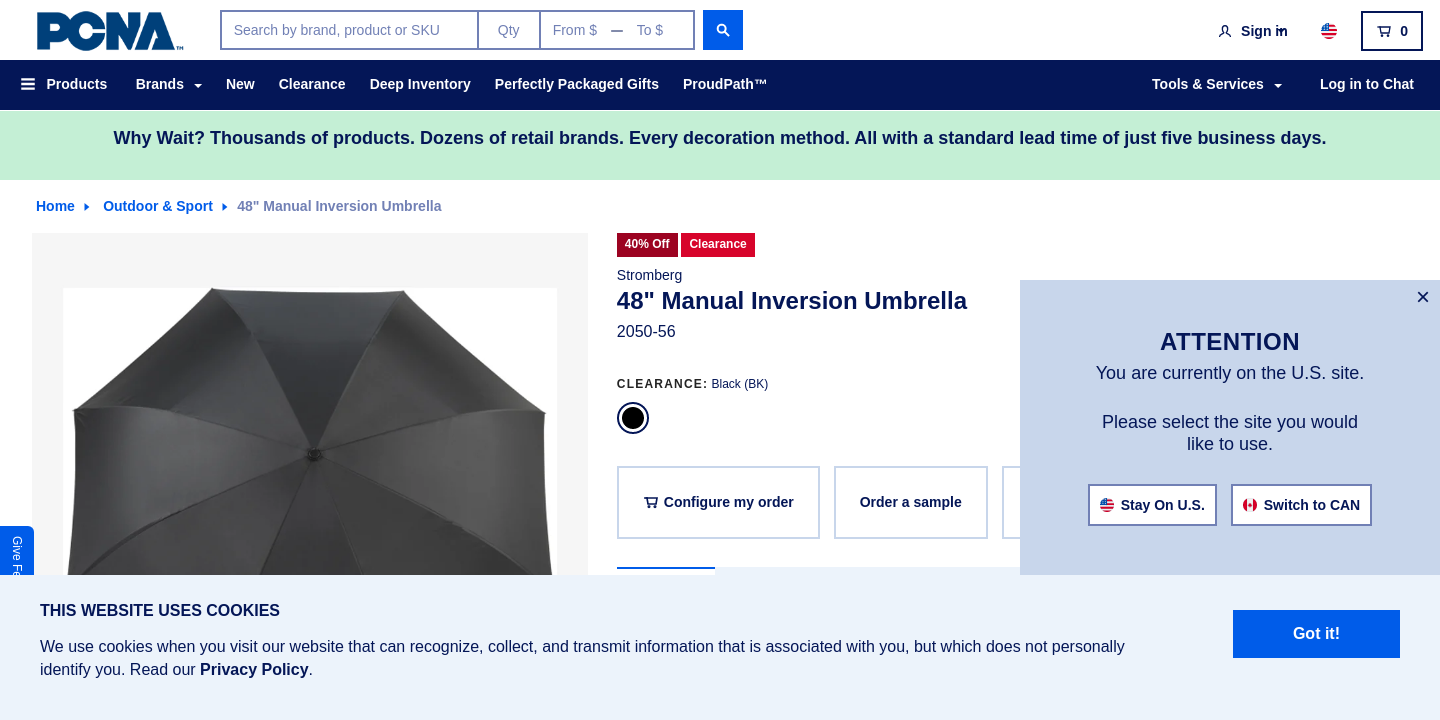 PCNA™
Search by brand, product or SKU
Qty
From $ — To $
Sign in
0
Products
Brands
New
Clearance
Deep Inventory
Perfectly Packaged Gifts
ProudPath™
Tools & Services
Log in to Chat
Why Wait? Thousands of products. Dozens of retail brands. Every decoration method. All with a standard lead time of just five business days.
Home
Outdoor & Sport
48" Manual Inversion Umbrella
40% Off
Clearance
Stromberg
48" Manual Inversion Umbrella
2050-56
CLEARANCE: Black (BK)
Configure my order
Order a sample
×
ATTENTION
You are currently on the U.S. site.
Please select the site you would
like to use.
Stay On U.S.
Switch to CAN
Give
THIS WEBSITE USES COOKIES
We use cookies when you visit our website that can recognize, collect, and transmit information that is associated with you, but which does not personally
identify you. Read our Privacy Policy.
Got it!